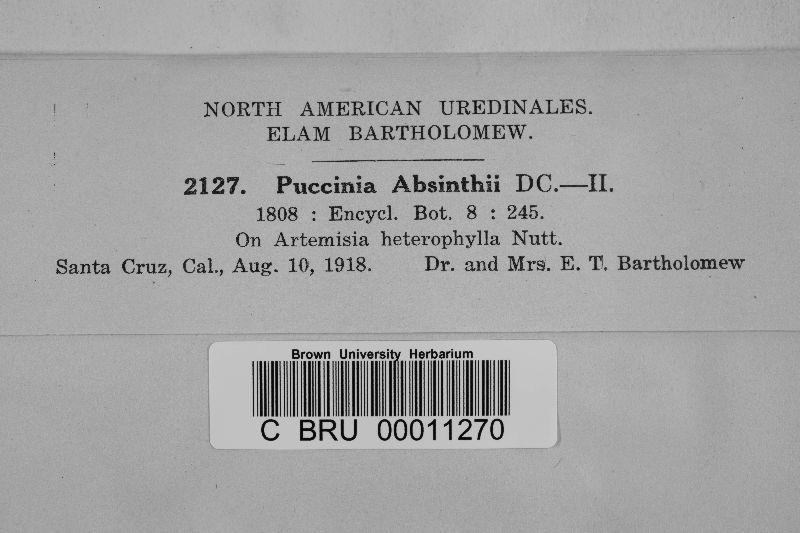 NORTH AMERICAN UREDINALES.
ELAM BARTHOLOMEW.
2127. Puccinia Absinthii DC.—II.
1808 : Encycl. Bot. 8 : 245.
On Artemisia heterophylla Nutt.
Santa Cruz, Cal., Aug. 10, 1918. Dr. and Mrs. E. T. Bartholomew
Brown University Herbarium
C BRU 00011270